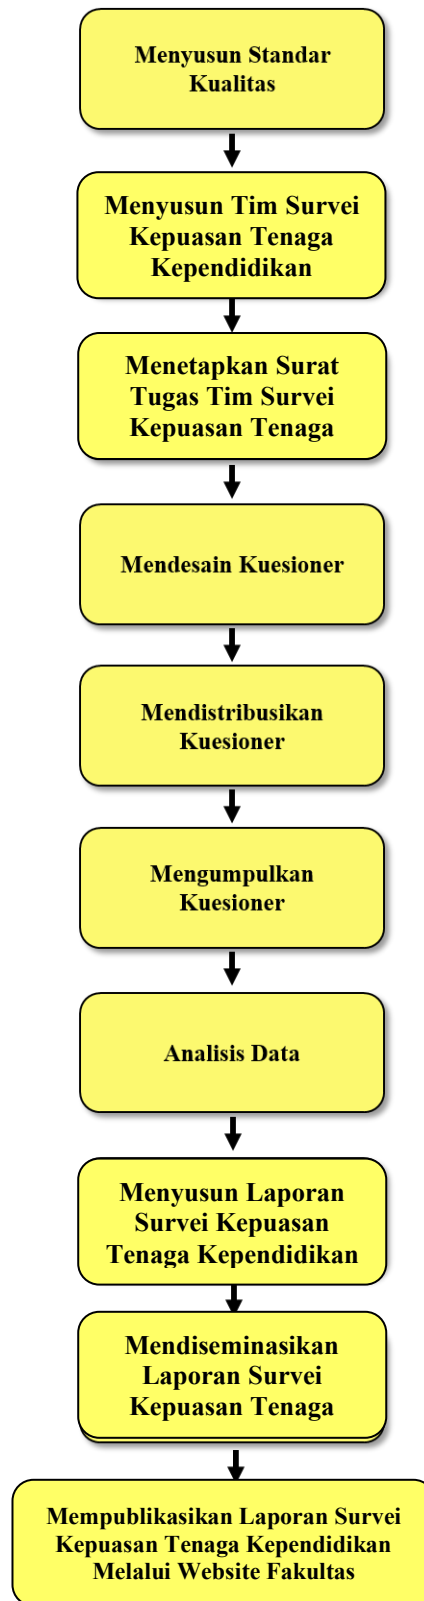 Menyusun Standar
Kualitas
Menyusun Tim Survei
Kepuasan Tenaga
Kependidikan
Menetapkan Surat
Tugas Tim Survei
Kepuasan Tenaga
Mendesain Kuesioner
Mendistribusikan
Kuesioner
Mengumpulkan
Kuesioner
Analisis Data
Menyusun Laporan
Survei Kepuasan
Tenaga Kependidikan
Mendiseminasikan
Laporan Survei
Kepuasan Tenaga
Mempublikasikan Laporan Survei
Kepuasan Tenaga Kependidikan
Melalui Website Fakultas